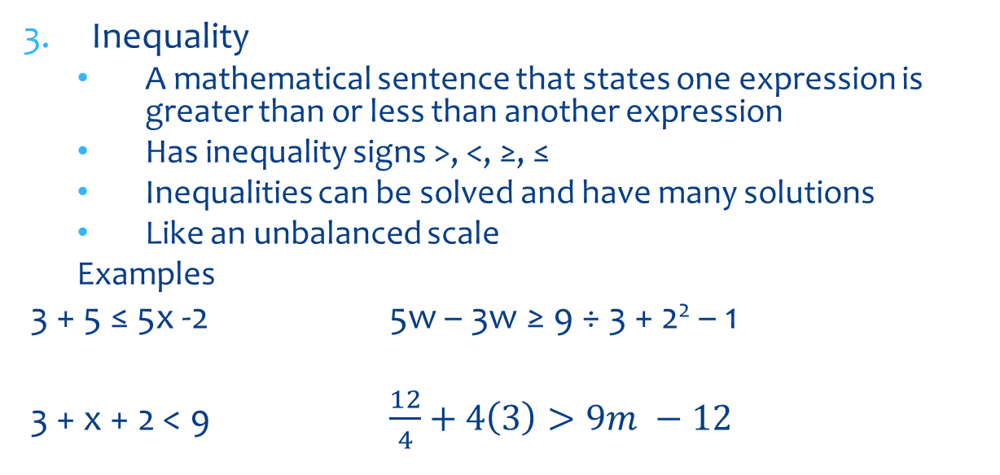 3. Inequality
• A mathematical sentence that states one expression is
greater than or less than another expression
• Has inequality signs >, <, ≥, ≤
• Inequalities can be solved and have many solutions
• Like an unbalanced scale
Examples
3 + 5 ≤ 5x -2 5w – 3w ≥ 9 ÷ 3 + 2² – 1
3 + x + 2 < 9 12/4 + 4(3) > 9m − 12